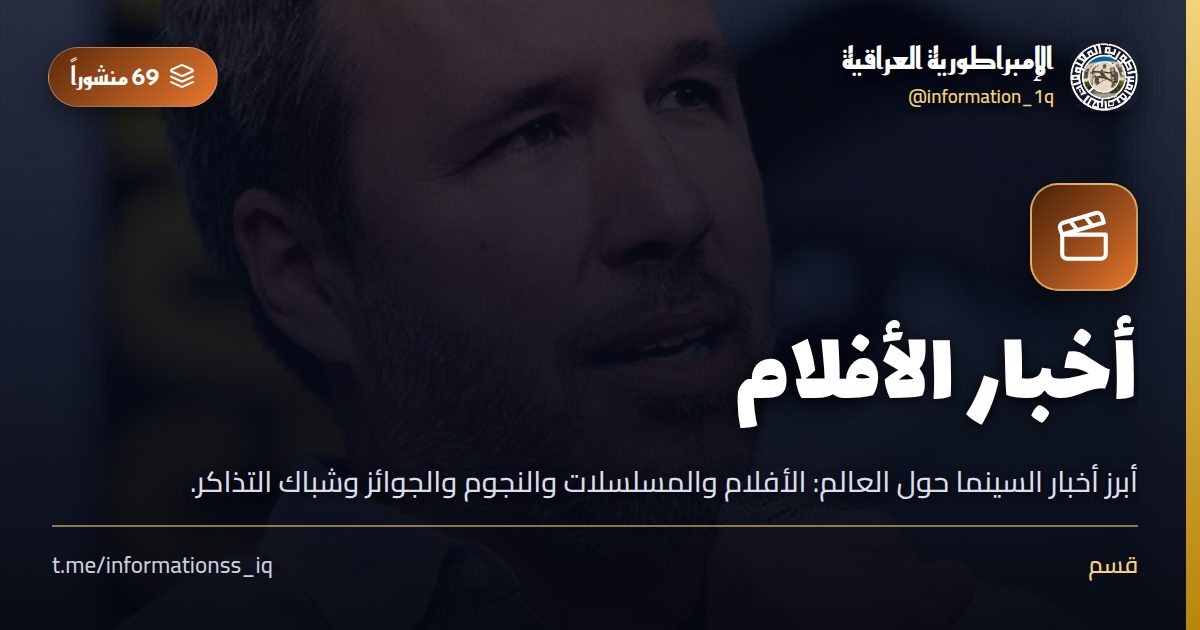 الإمبراطورية العراقية
@information_1q
69 منشوراً
أخبار الأفلام
أبرز أخبار السينما حول العالم: الأفلام والمسلسلات والنجوم والجوائز وشباك التذاكر.
قسم
t.me/informationss_iq